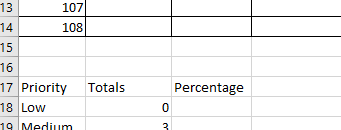 13 107
14 108
15
16
17 Priority Totals Percentage
18 Low 0
19 Medium 3